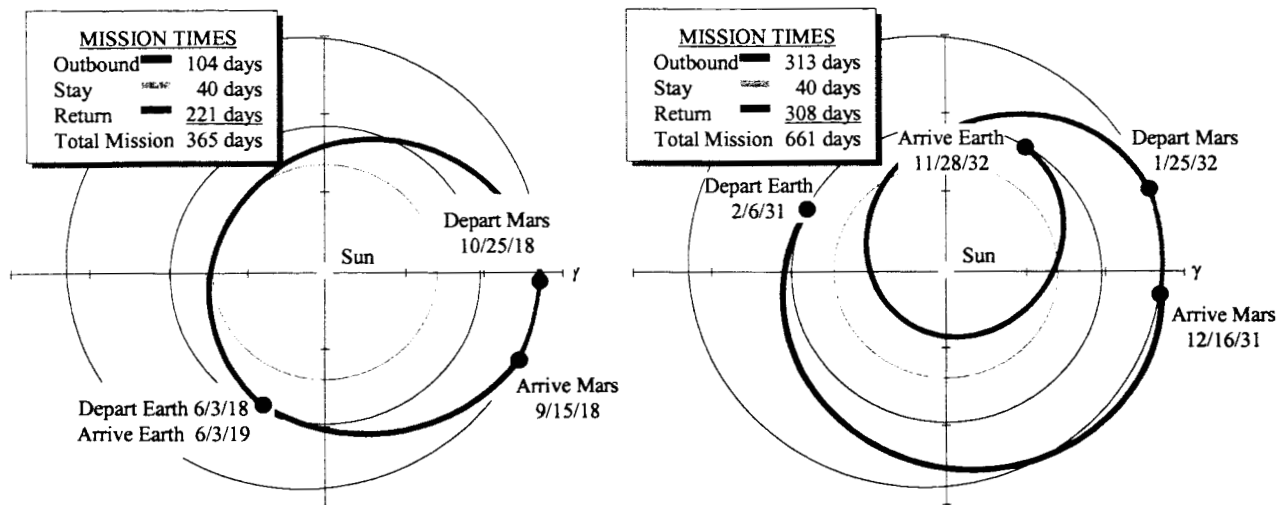 MISSION TIMES
Outbound 104 days
Stay 40 days
Return 221 days
Total Mission 365 days
Depart Mars
10/25/18
Sun
γ
Arrive Mars
9/15/18
Depart Earth 6/3/18
Arrive Earth 6/3/19
MISSION TIMES
Outbound 313 days
Stay 40 days
Return 308 days
Total Mission 661 days
Arrive Earth
11/28/32
Depart Mars
1/25/32
Depart Earth
2/6/31
Sun
γ
Arrive Mars
12/16/31